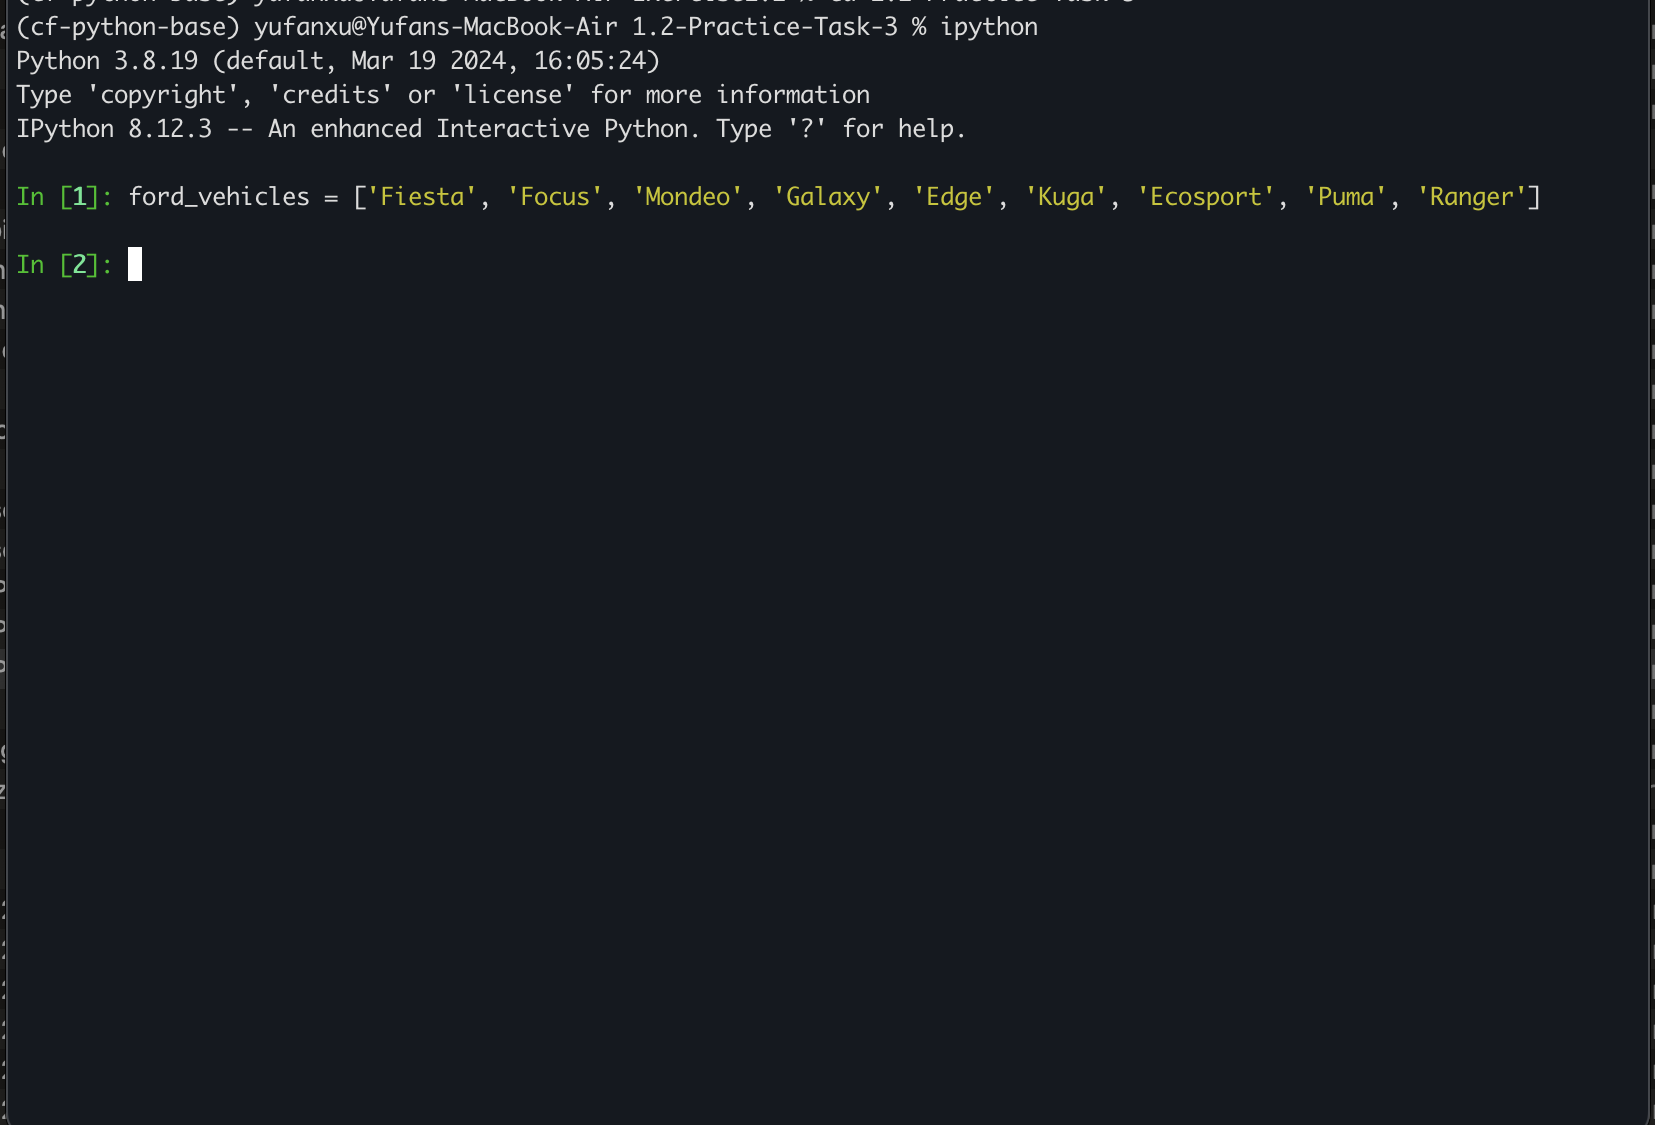 (cf-python-base) yufanxu@Yufans-MacBook-Air 1.2-Practice-Task-3 % ipython
Python 3.8.19 (default, Mar 19 2024, 16:05:24)
Type 'copyright', 'credits' or 'license' for more information
IPython 8.12.3 -- An enhanced Interactive Python. Type '?' for help.
In [1]: ford_vehicles = ['Fiesta', 'Focus', 'Mondeo', 'Galaxy', 'Edge', 'Kuga', 'Ecosport', 'Puma', 'Ranger']
In [2]: